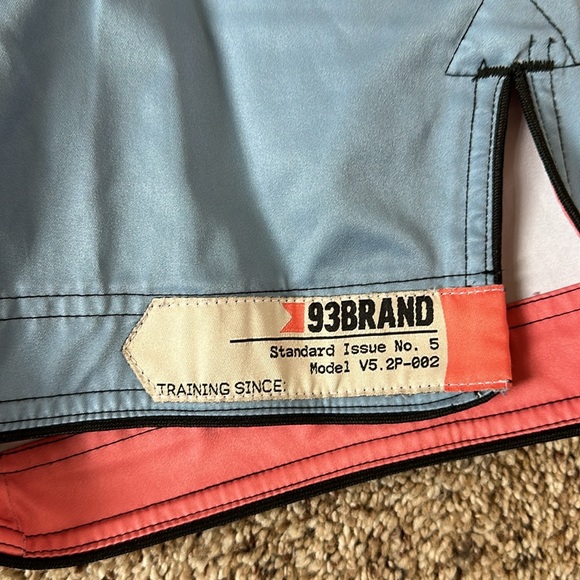 93BRAND
Standard Issue No. 5
Model V5.2P-002
TRAINING SINCE: